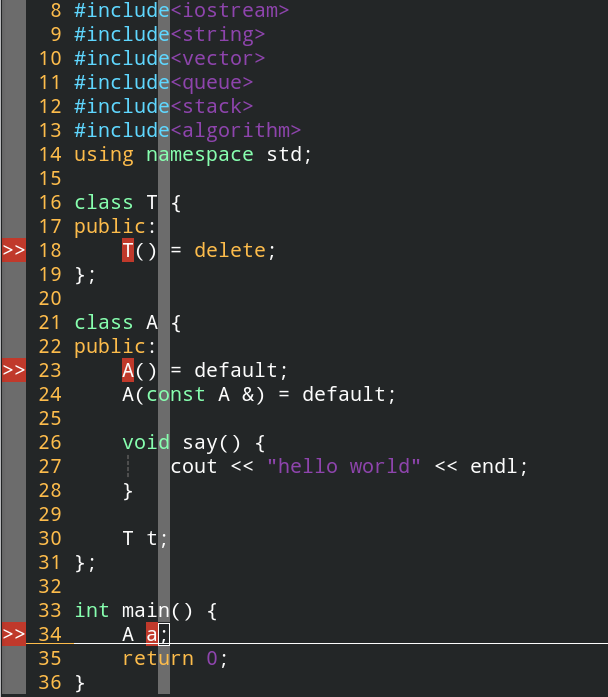 8 #include<iostream>
9 #include<string>
10 #include<vector>
11 #include<queue>
12 #include<stack>
13 #include<algorithm>
14 using namespace std;
15
16 class T {
17 public:
>> 18     T() = delete;
19 };
20
21 class A {
22 public:
>> 23     A() = default;
24     A(const A &) = default;
25
26     void say() {
27     ¦   cout << "hello world" << endl;
28     }
29
30     T t;
31 };
32
33 int main() {
>> 34     A a;
35     return 0;
36 }